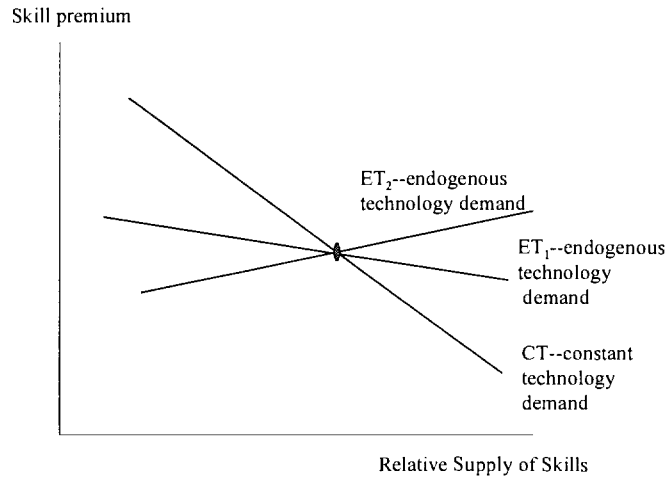 Skill premium
ET₂--endogenous
technology demand
ET₁--endogenous
technology
demand
CT--constant
technology
demand
Relative Supply of Skills